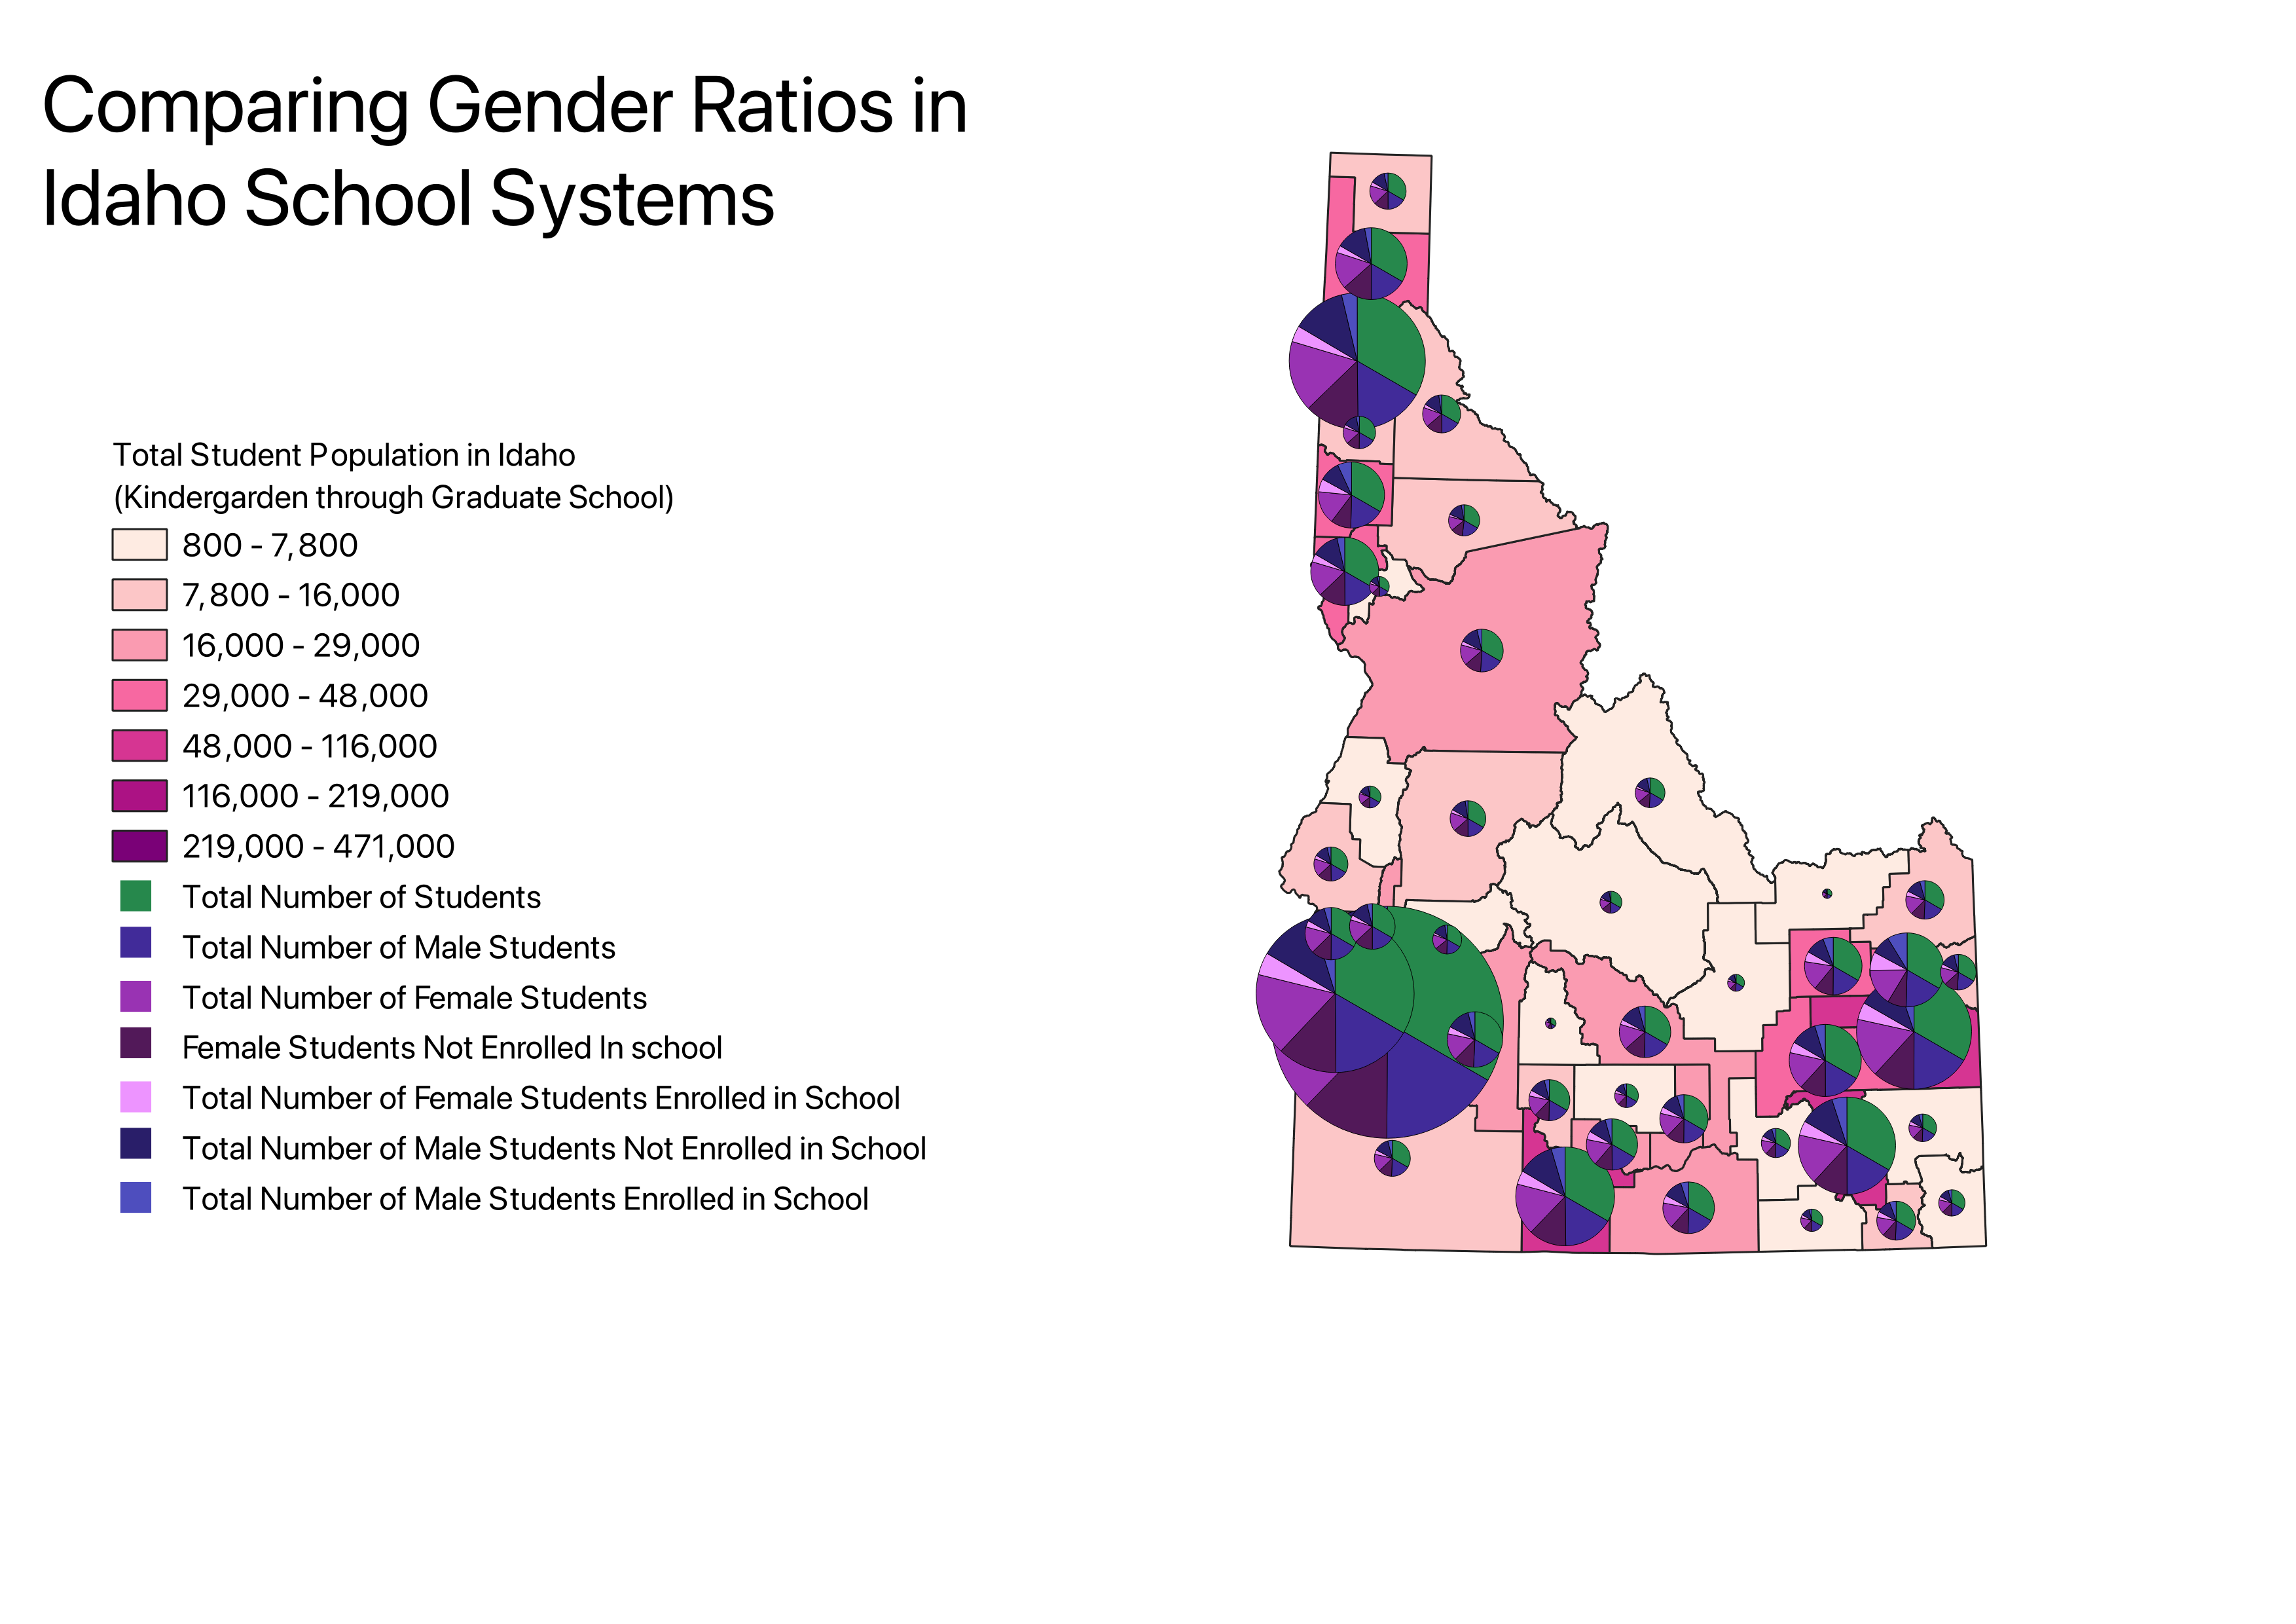 Comparing Gender Ratios in
Idaho School Systems
Total Student Population in Idaho
(Kindergarden through Graduate School)
800 - 7,800
7,800 - 16,000
16,000 - 29,000
29,000 - 48,000
48,000 - 116,000
116,000 - 219,000
219,000 - 471,000
Total Number of Students
Total Number of Male Students
Total Number of Female Students
Female Students Not Enrolled In school
Total Number of Female Students Enrolled in School
Total Number of Male Students Not Enrolled in School
Total Number of Male Students Enrolled in School